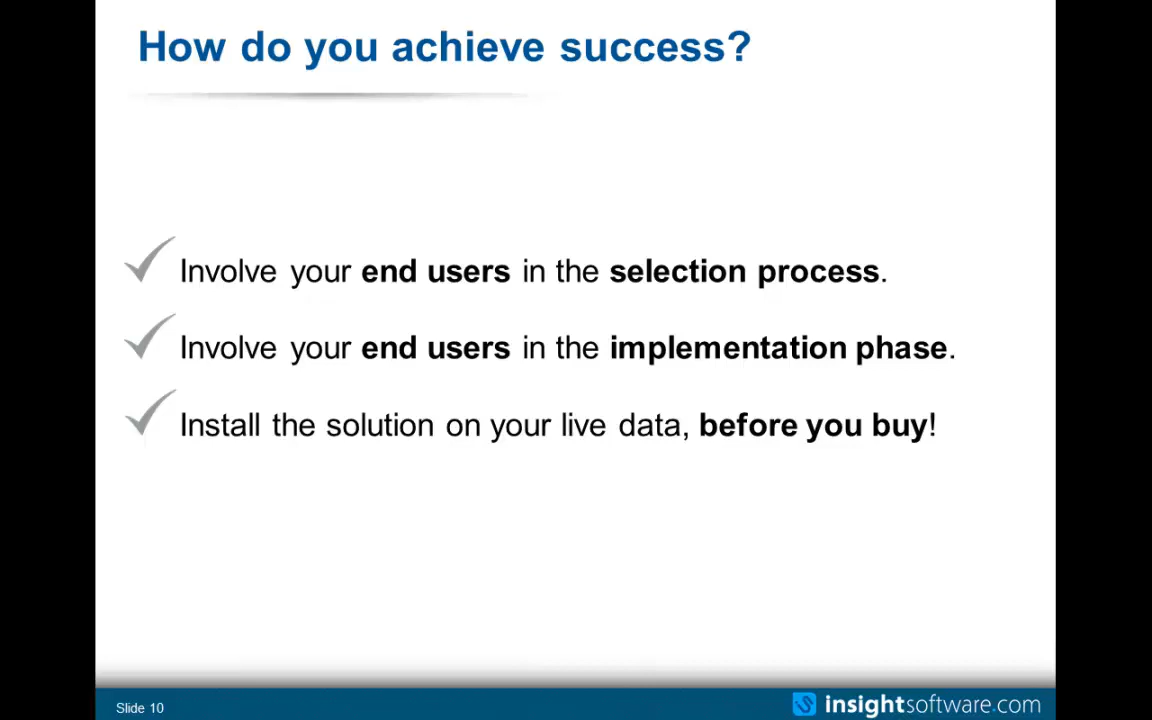 How do you achieve success?
Involve your end users in the selection process.
Involve your end users in the implementation phase.
Install the solution on your live data, before you buy!
Slide 10
insightsoftware.com